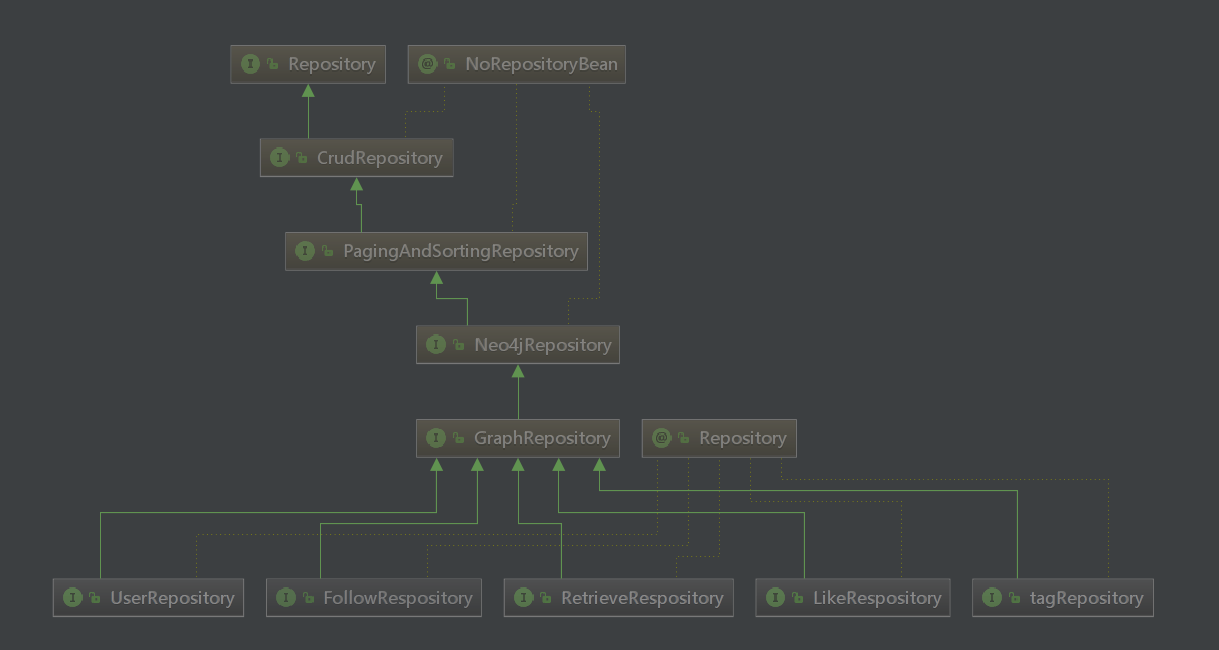 Repository
NoRepositoryBean
CrudRepository
PagingAndSortingRepository
Neo4jRepository
GraphRepository
Repository
UserRepository
FollowRespository
RetrieveRespository
LikeRespository
tagRepository